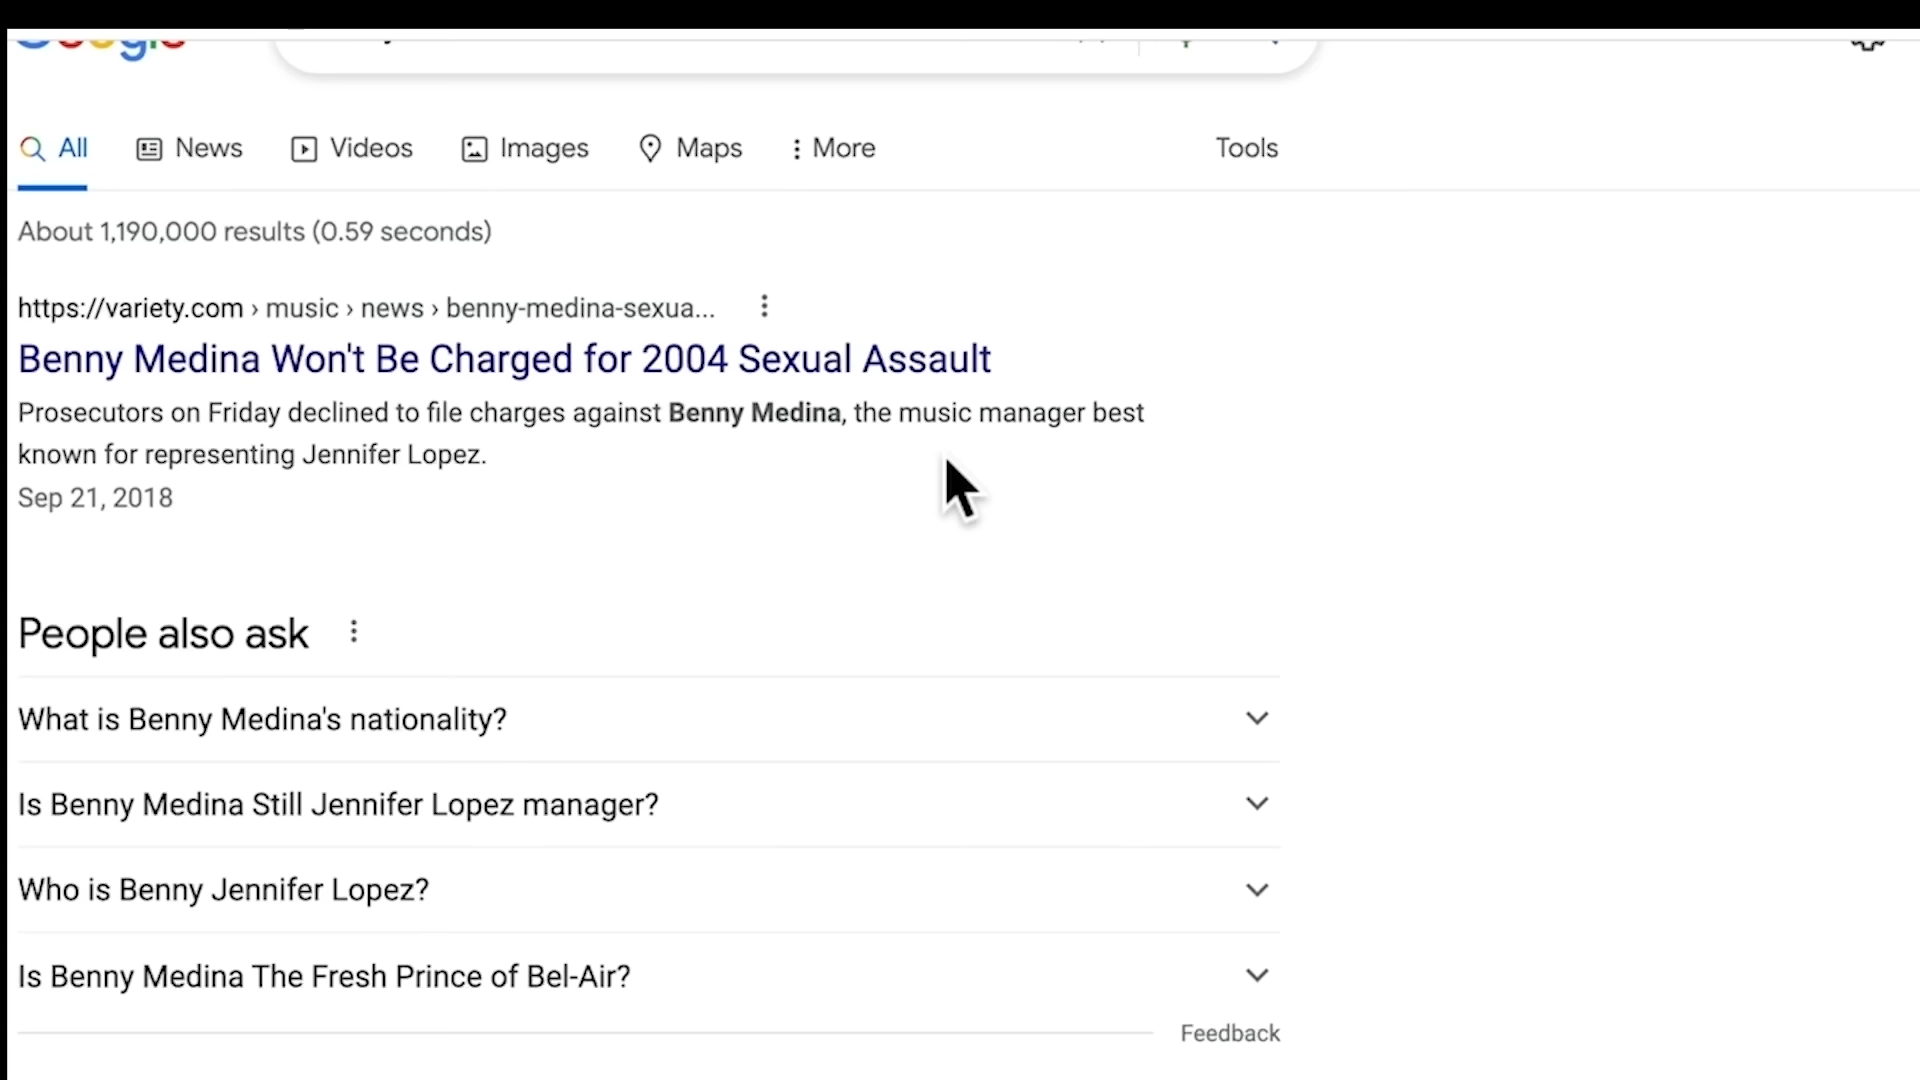 Google
All News Videos Images Maps More Tools
About 1,190,000 results (0.59 seconds)
https://variety.com › music › news › benny-medina-sexua...
Benny Medina Won't Be Charged for 2004 Sexual Assault
Prosecutors on Friday declined to file charges against Benny Medina, the music manager best
known for representing Jennifer Lopez.
Sep 21, 2018
People also ask
What is Benny Medina's nationality?
Is Benny Medina Still Jennifer Lopez manager?
Who is Benny Jennifer Lopez?
Is Benny Medina The Fresh Prince of Bel-Air?
Feedback